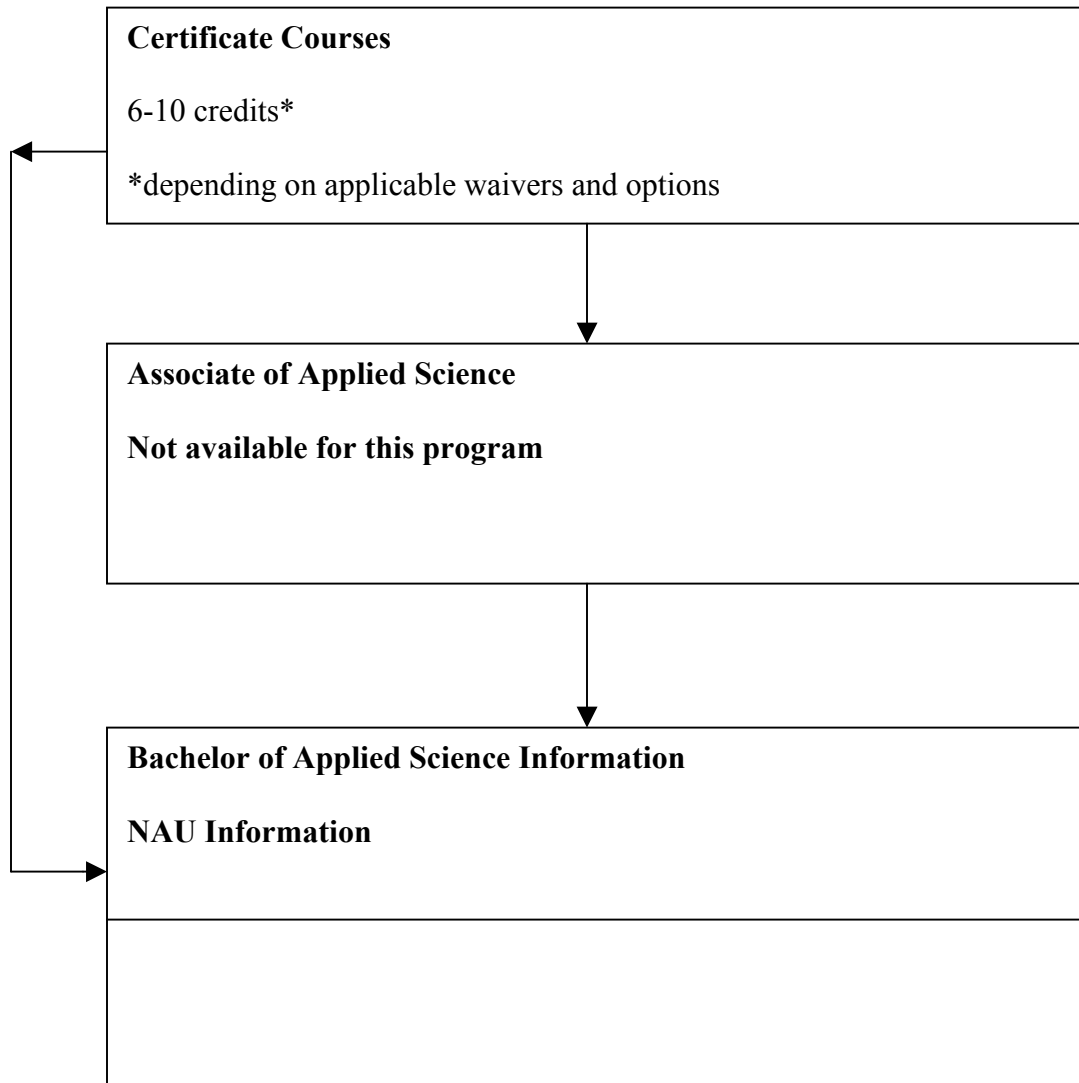 Certificate Courses
6-10 credits*
*depending on applicable waivers and options
Associate of Applied Science
Not available for this program
Bachelor of Applied Science Information
NAU Information